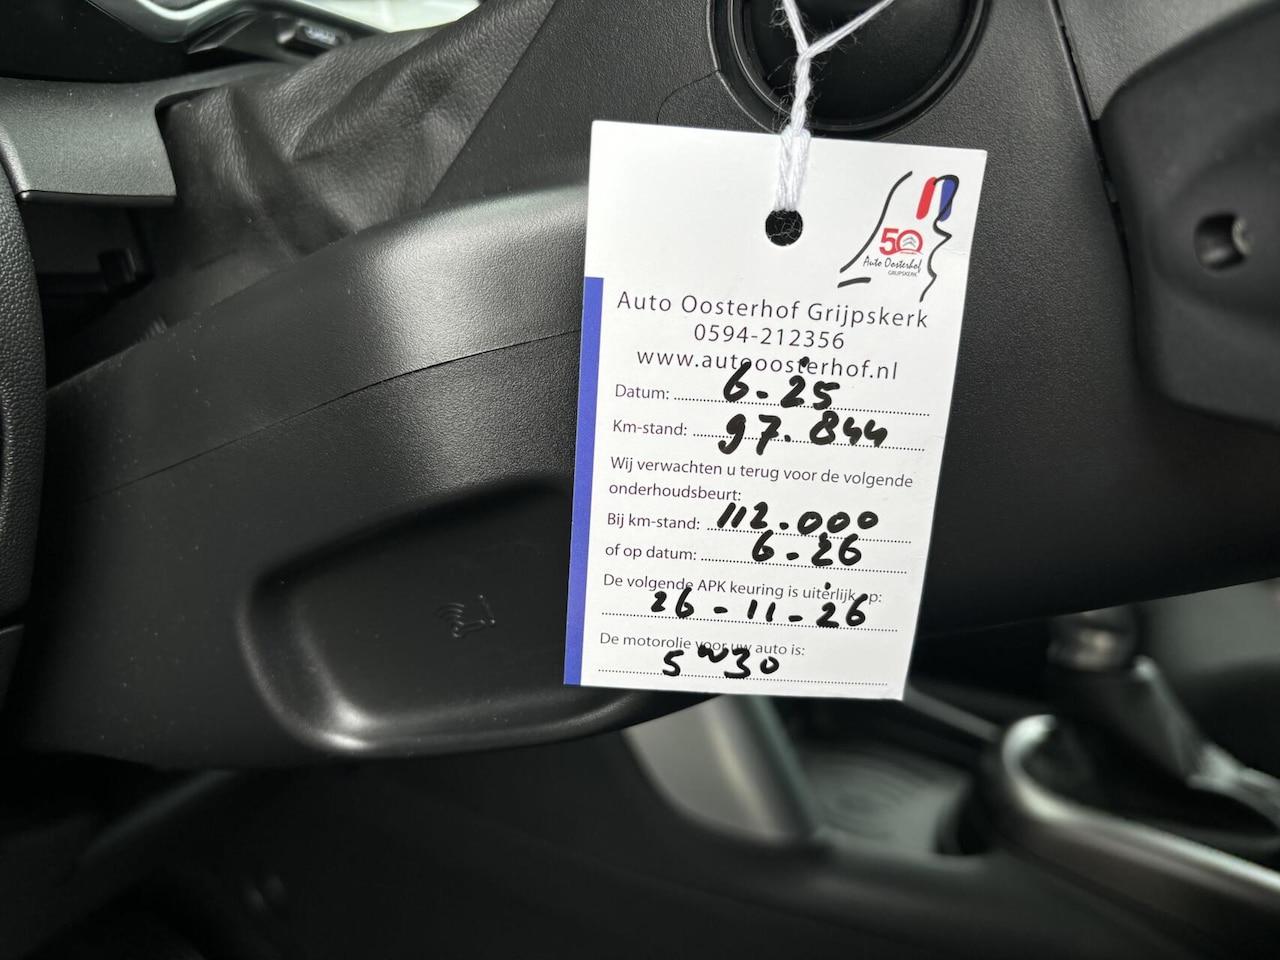 50
Auto Oosterhof
GRIJPSKERK
Auto Oosterhof Grijpskerk
0594-212356
www.autooosterhof.nl
Datum: 6-25
Km-stand: 97.844
Wij verwachten u terug voor de volgende
onderhoudsbeurt:
Bij km-stand: 112.000
of op datum: 6-26
De volgende APK keuring is uiterlijk op:
26-11-26
De motorolie voor uw auto is:
5W30